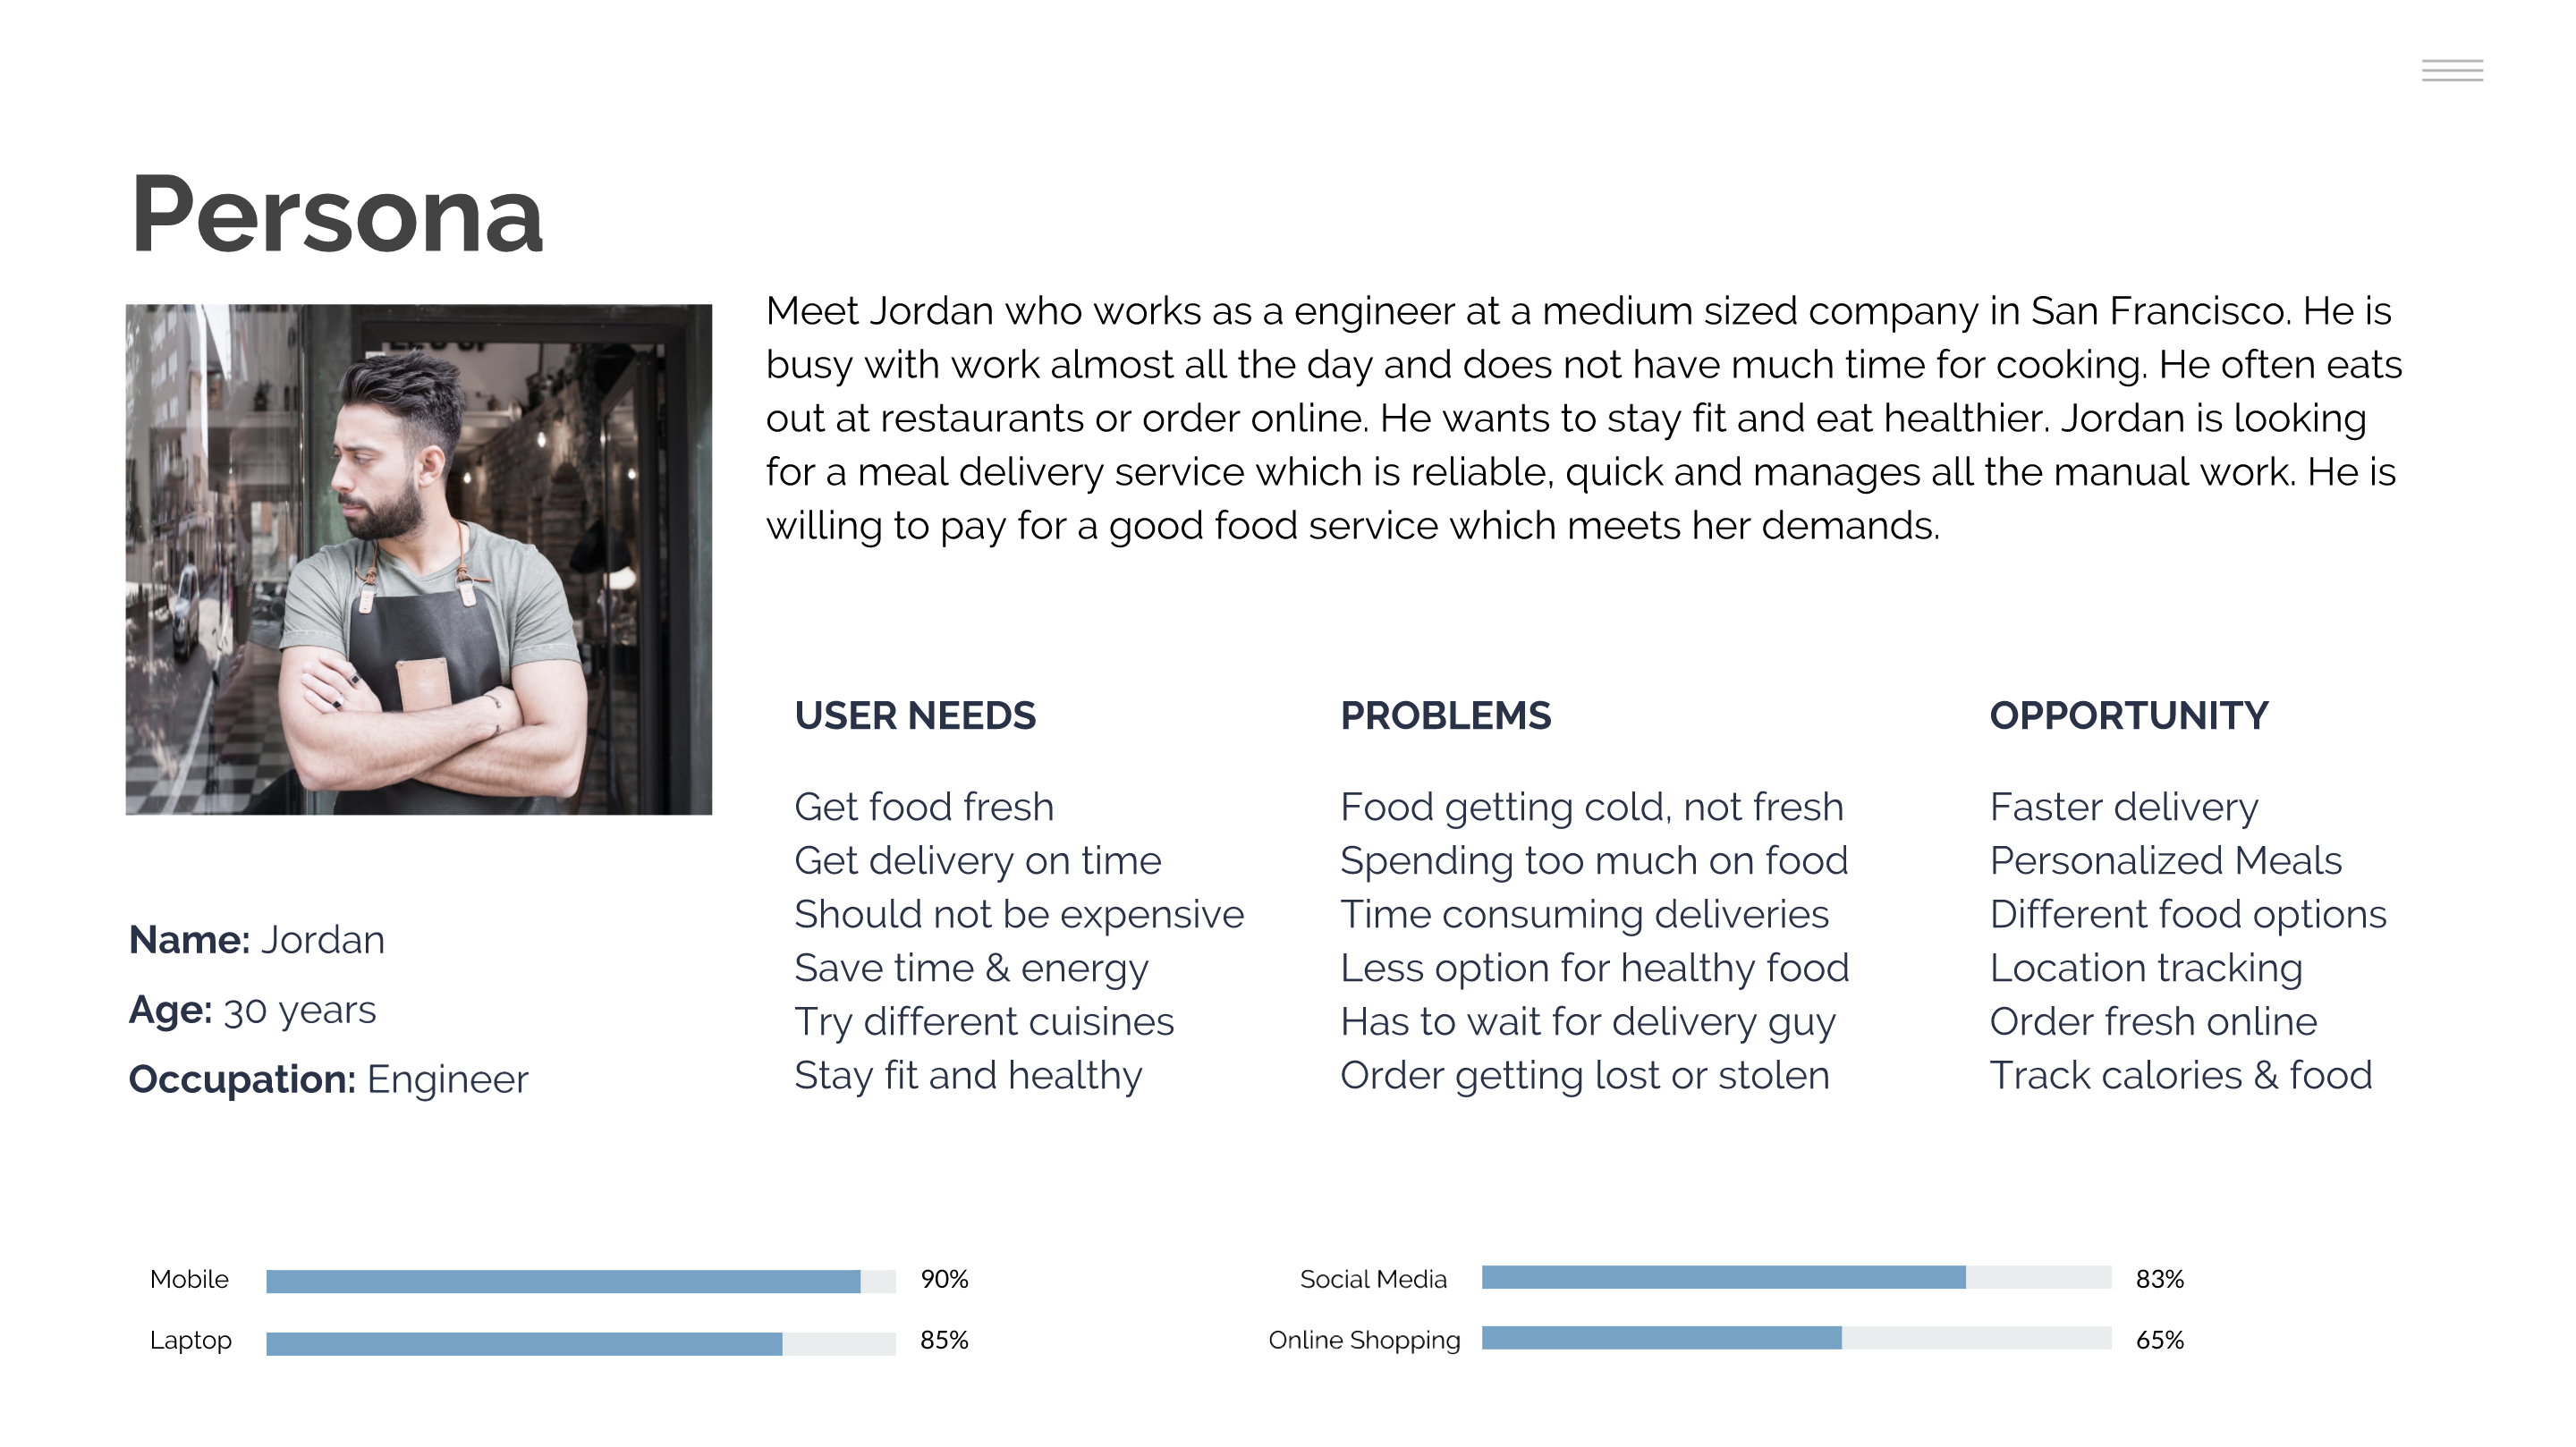 Persona
Meet Jordan who works as a engineer at a medium sized company in San Francisco. He is
busy with work almost all the day and does not have much time for cooking. He often eats
out at restaurants or order online. He wants to stay fit and eat healthier. Jordan is looking
for a meal delivery service which is reliable, quick and manages all the manual work. He is
willing to pay for a good food service which meets her demands.
Name: Jordan
Age: 30 years
Occupation: Engineer
USER NEEDS
Get food fresh
Get delivery on time
Should not be expensive
Save time & energy
Try different cuisines
Stay fit and healthy
PROBLEMS
Food getting cold, not fresh
Spending too much on food
Time consuming deliveries
Less option for healthy food
Has to wait for delivery guy
Order getting lost or stolen
OPPORTUNITY
Faster delivery
Personalized Meals
Different food options
Location tracking
Order fresh online
Track calories & food
Mobile 90%
Laptop 85%
Social Media 83%
Online Shopping 65%